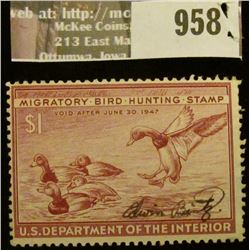 web at: http://mc
McKee Coins
213 East Ma
Ottumwa, Iowa
958
MIGRATORY BIRD HUNTING STAMP
VOID AFTER JUNE 30, 1947
$1
U.S. DEPARTMENT OF THE INTERIOR